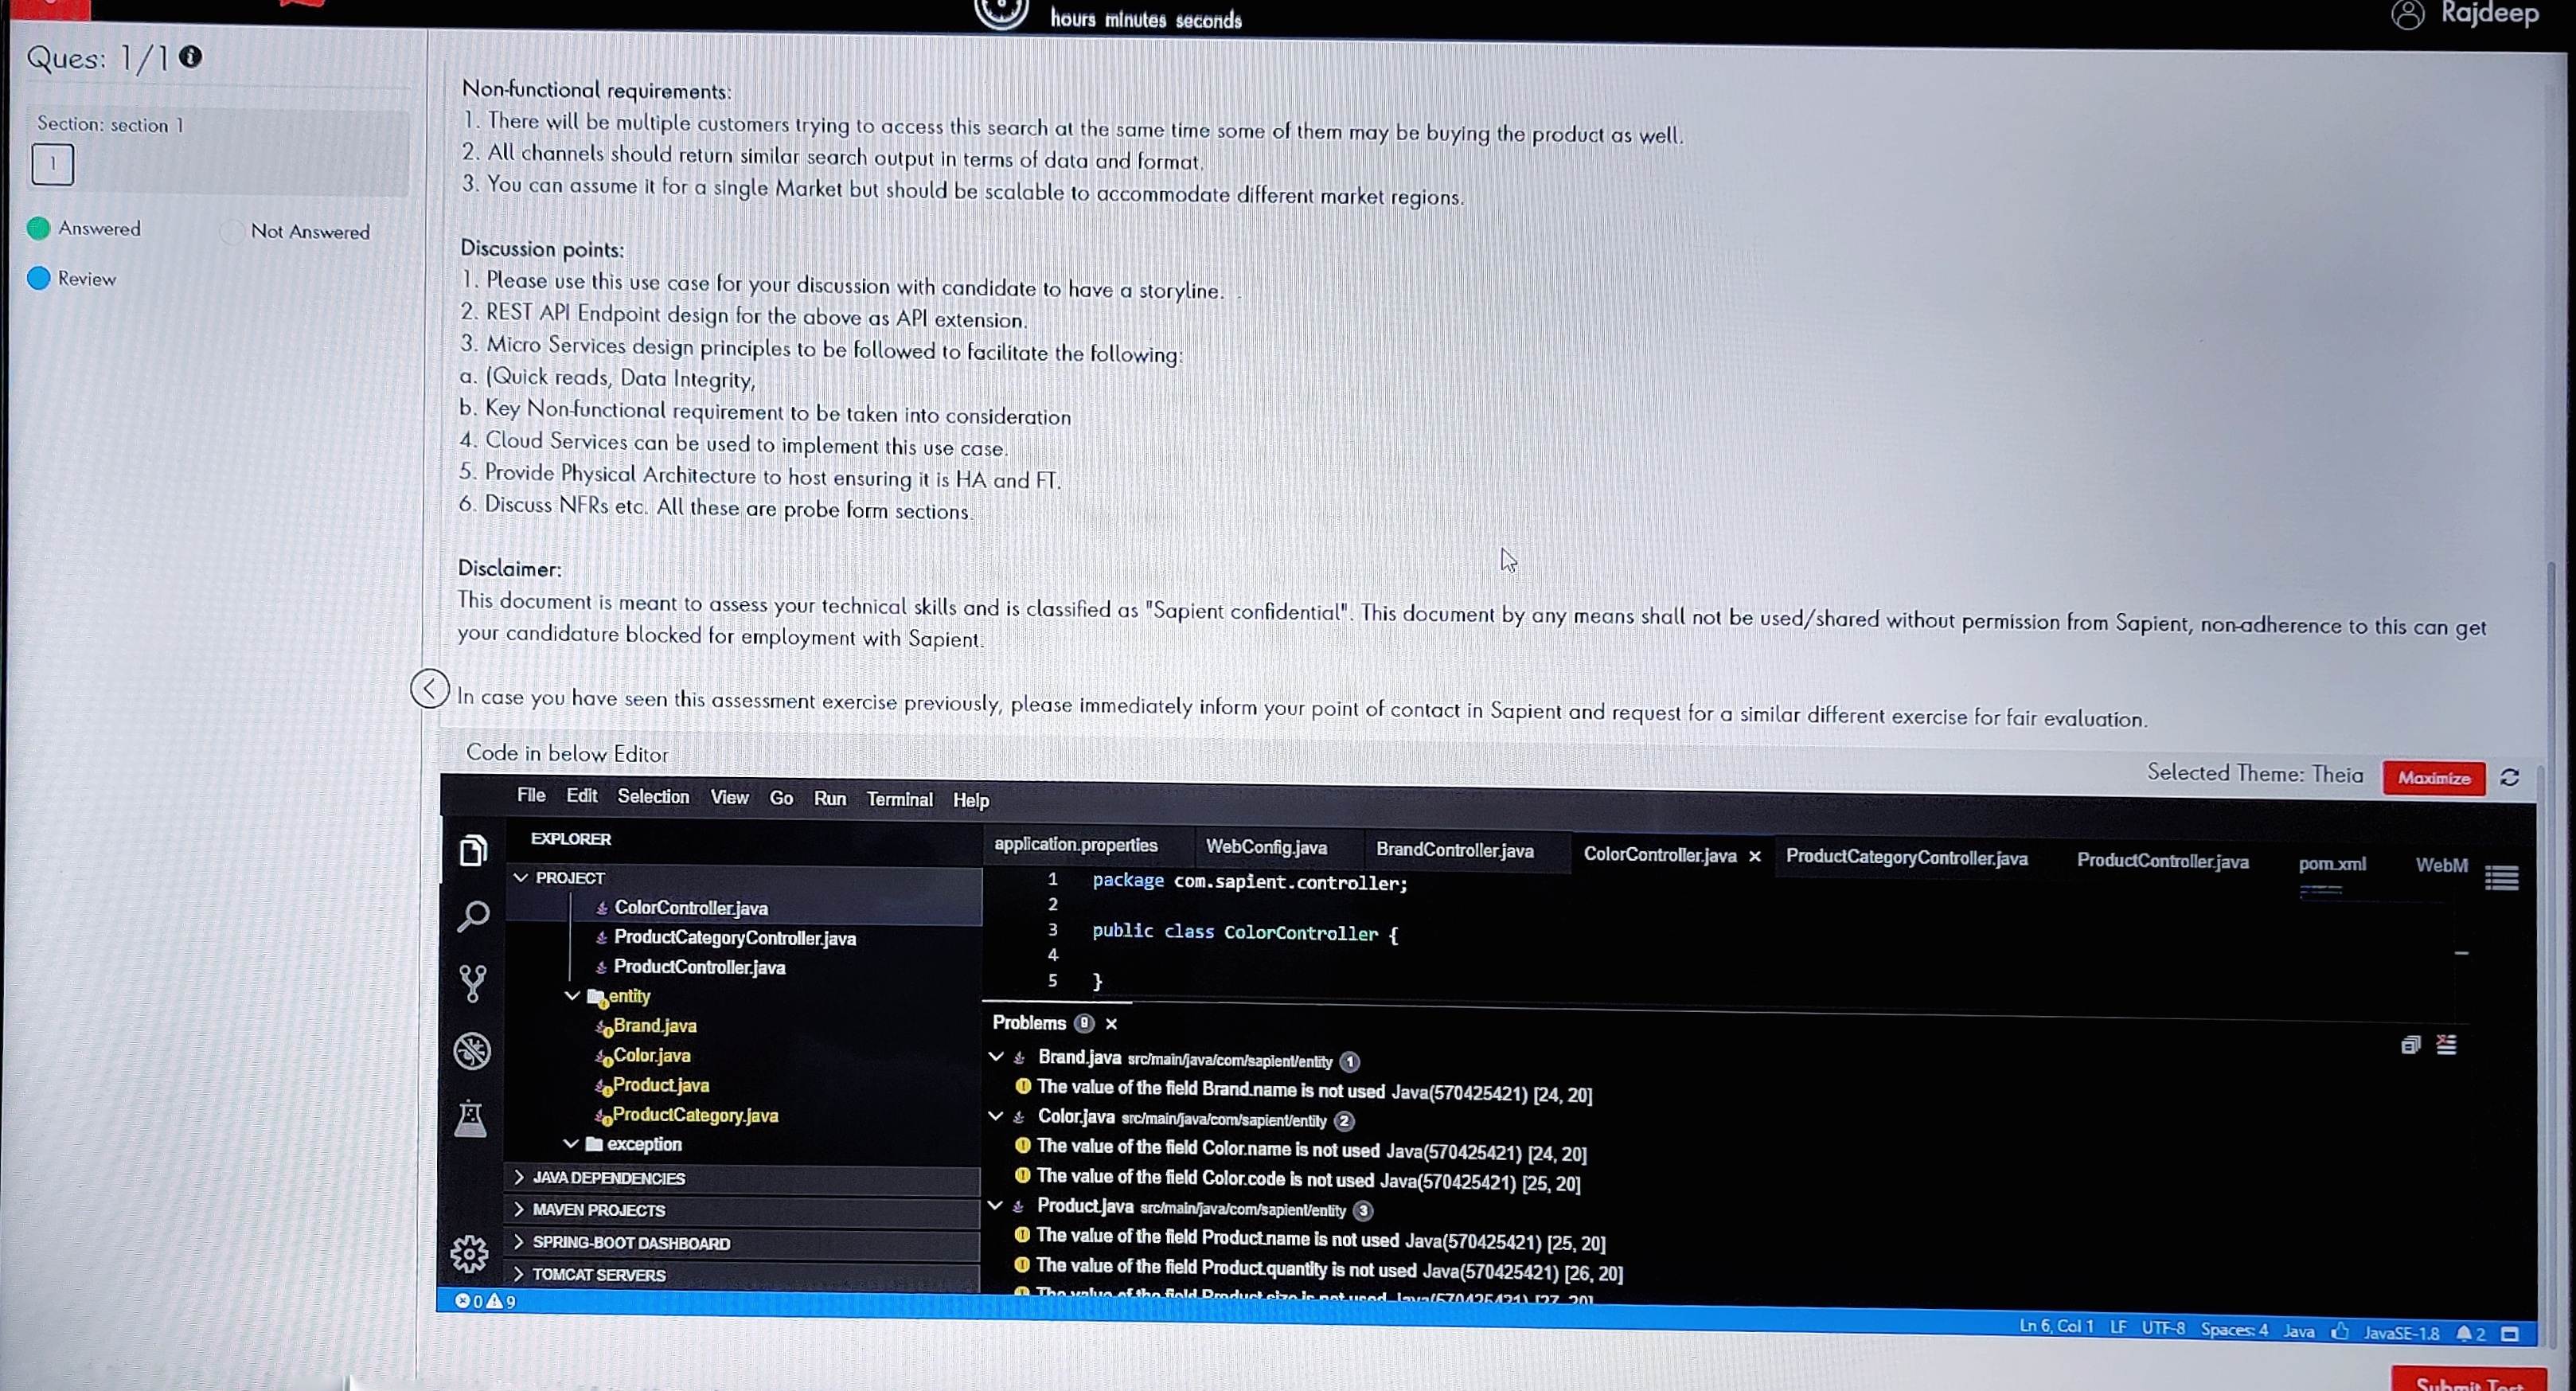 hours minutes seconds
Rajdeep
Ques: 1/1
Section: section 1
1
Answered
Not Answered
Review
Non-functional requirements:
1. There will be multiple customers trying to access this search at the same time some of them may be buying the product as well.
2. All channels should return similar search output in terms of data and format.
3. You can assume it for a single Market but should be scalable to accommodate different market regions.
Discussion points:
1. Please use this use case for your discussion with candidate to have a storyline.
2. REST API Endpoint design for the above as API extension.
3. Micro Services design principles to be followed to facilitate the following:
a. (Quick reads, Data Integrity,
b. Key Non-functional requirement to be taken into consideration
4. Cloud Services can be used to implement this use case.
5. Provide Physical Architecture to host ensuring it is HA and FT.
6. Discuss NFRs etc. All these are probe form sections.
Disclaimer:
This document is meant to assess your technical skills and is classified as "Sapient confidential". This document by any means shall not be used/shared without permission from Sapient, non-adherence to this can get
your candidature blocked for employment with Sapient.
In case you have seen this assessment exercise previously, please immediately inform your point of contact in Sapient and request for a similar different exercise for fair evaluation.
Code in below Editor
Selected Theme: Theia
Maximize
File Edit Selection View Go Run Terminal Help
EXPLORER
PROJECT
ColorController.java
ProductCategoryController.java
ProductController.java
entity
Brand.java
Color.java
Product.java
ProductCategory.java
exception
JAVA DEPENDENCIES
MAVEN PROJECTS
SPRING-BOOT DASHBOARD
TOMCAT SERVERS
application.properties WebConfig.java BrandController.java ColorController.java × ProductCategoryController.java ProductController.java pom.xml WebM
1 package com.sapient.controller;
2
3 public class ColorController {
4
5 }
Problems 9 ×
Brand.java src/main/java/com/sapient/entity 1
The value of the field Brand.name is not used Java(570425421) [24, 20]
Color.java src/main/java/com/sapient/entity 2
The value of the field Color.name is not used Java(570425421) [24, 20]
The value of the field Color.code is not used Java(570425421) [25, 20]
Product.java src/main/java/com/sapient/entity 3
The value of the field Product.name is not used Java(570425421) [25, 20]
The value of the field Product.quantity is not used Java(570425421) [26, 20]
The value of the field Product.size is not used Java(570425421) [27, 20]
0 9
Ln 6, Col 1 LF UTF-8 Spaces: 4 Java JavaSE-1.8 2
Submit Test